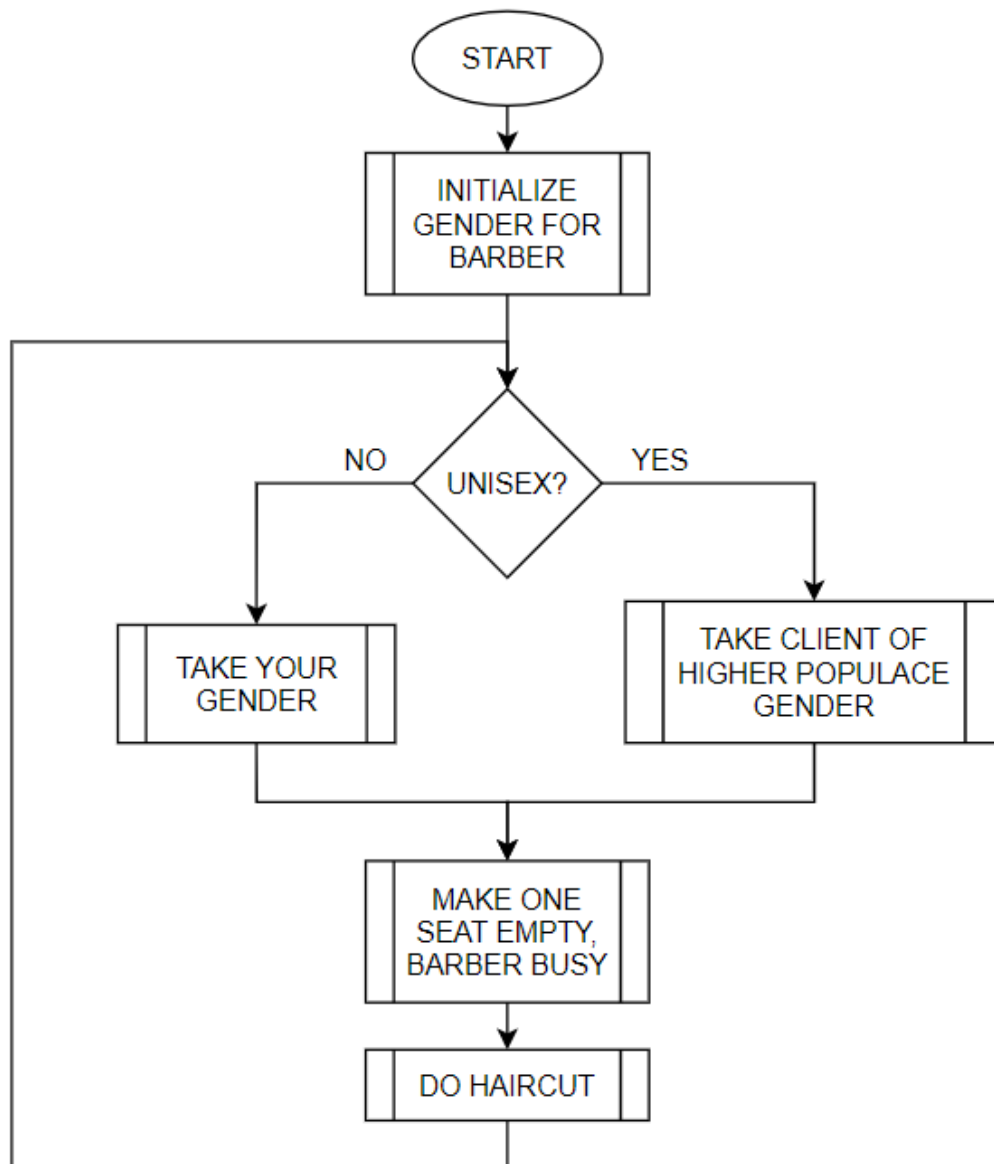 START
INITIALIZE
GENDER FOR
BARBER
NO
YES
UNISEX?
TAKE YOUR
GENDER
TAKE CLIENT OF
HIGHER POPULACE
GENDER
MAKE ONE
SEAT EMPTY,
BARBER BUSY
DO HAIRCUT